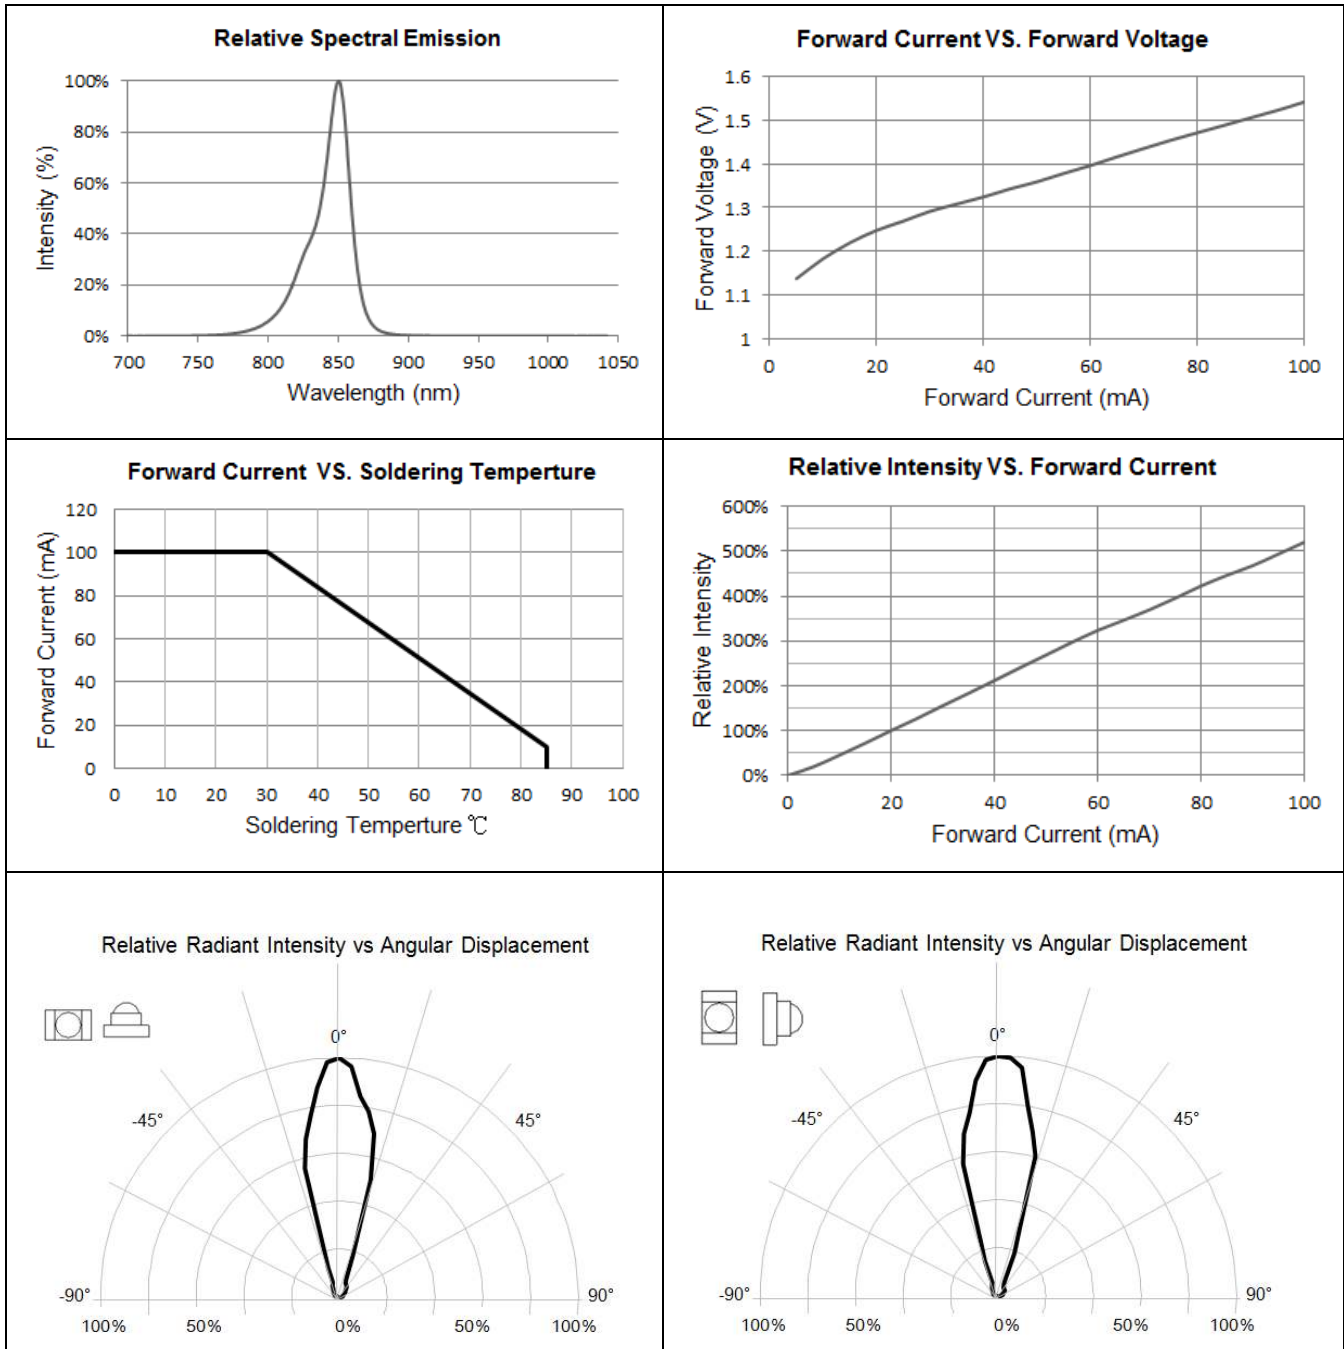 Relative Spectral Emission
Intensity (%)
100%
80%
60%
40%
20%
0%
700 750 800 850 900 950 1000 1050
Wavelength (nm)
Forward Current VS. Forward Voltage
Forward Voltage (V)
1.6
1.5
1.4
1.3
1.2
1.1
1
0 20 40 60 80 100
Forward Current (mA)
Forward Current VS. Soldering Temperture
Forward Current (mA)
120
100
80
60
40
20
0
0 10 20 30 40 50 60 70 80 90 100
Soldering Temperture ℃
Relative Intensity VS. Forward Current
Relative Intensity
600%
500%
400%
300%
200%
100%
0%
0 20 40 60 80 100
Forward Current (mA)
Relative Radiant Intensity vs Angular Displacement
0°
-45° 45°
-90° 90°
100% 50% 0% 50% 100%
Relative Radiant Intensity vs Angular Displacement
0°
-45° 45°
-90° 90°
100% 50% 0% 50% 100%